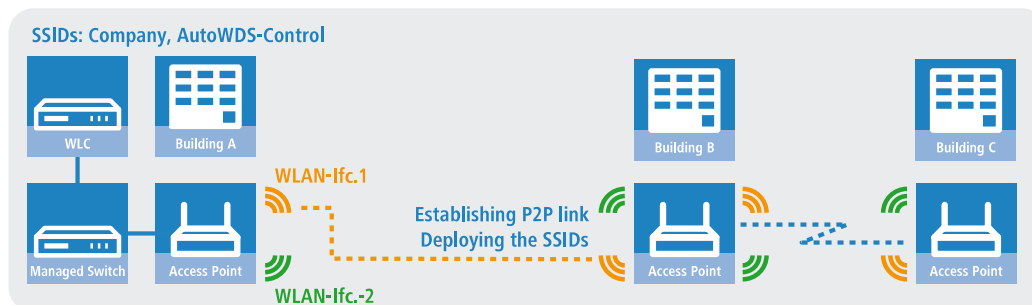 SSIDs: Company, AutoWDS-Control
WLC
Building A
Building B
Building C
WLAN-Ifc.1
Establishing P2P link
Deploying the SSIDs
Managed Switch
Access Point
Access Point
Access Point
WLAN-Ifc.-2